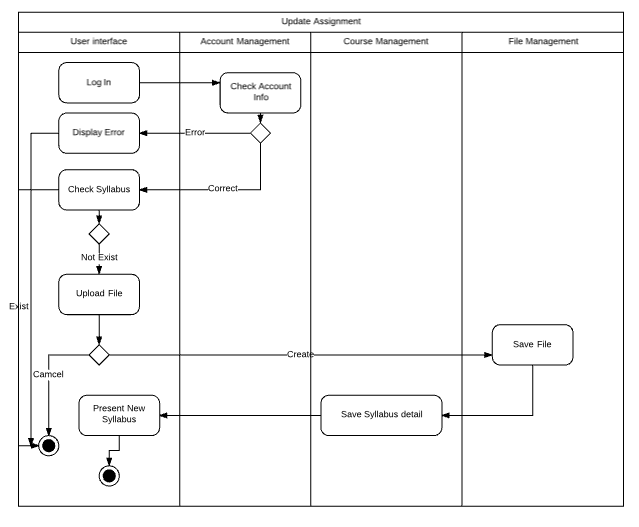 Update Assignment
User interface
Account Management
Course Management
File Management
Log In
Check Account
Info
Display Error
Error
Check Syllabus
Correct
Not Exist
Upload File
Exist
Save File
Create
Camcel
Present New
Syllabus
Save Syllabus detail